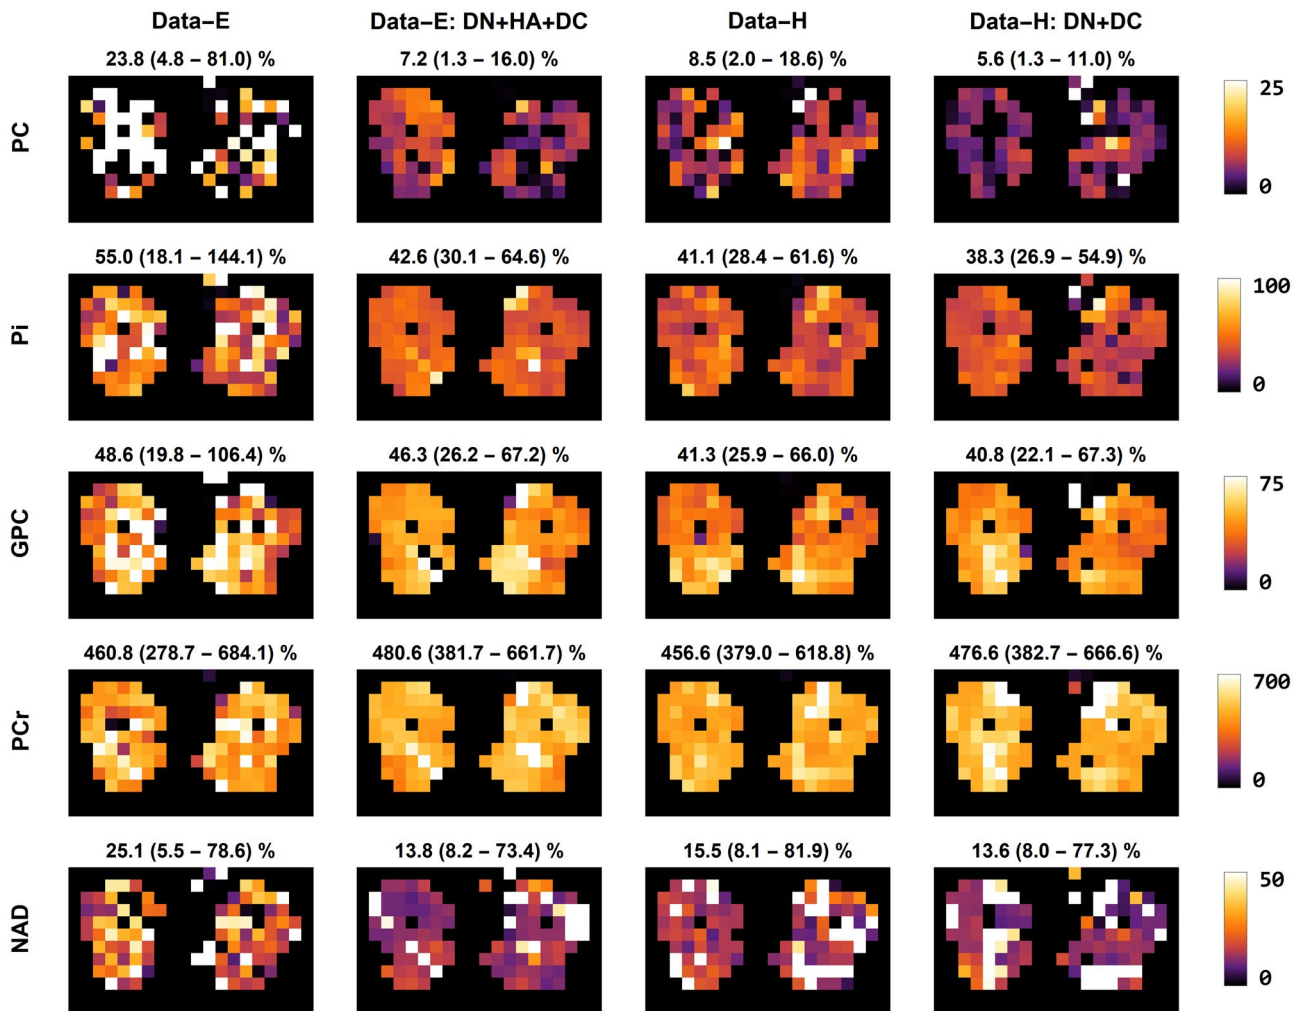 Data–E Data–E: DN+HA+DC Data–H Data–H: DN+DC
23.8 (4.8 – 81.0) % 7.2 (1.3 – 16.0) % 8.5 (2.0 – 18.6) % 5.6 (1.3 – 11.0) %
PC
25
0
55.0 (18.1 – 144.1) % 42.6 (30.1 – 64.6) % 41.1 (28.4 – 61.6) % 38.3 (26.9 – 54.9) %
Pi
100
0
48.6 (19.8 – 106.4) % 46.3 (26.2 – 67.2) % 41.3 (25.9 – 66.0) % 40.8 (22.1 – 67.3) %
GPC
75
0
460.8 (278.7 – 684.1) % 480.6 (381.7 – 661.7) % 456.6 (379.0 – 618.8) % 476.6 (382.7 – 666.6) %
PCr
700
0
25.1 (5.5 – 78.6) % 13.8 (8.2 – 73.4) % 15.5 (8.1 – 81.9) % 13.6 (8.0 – 77.3) %
NAD
50
0